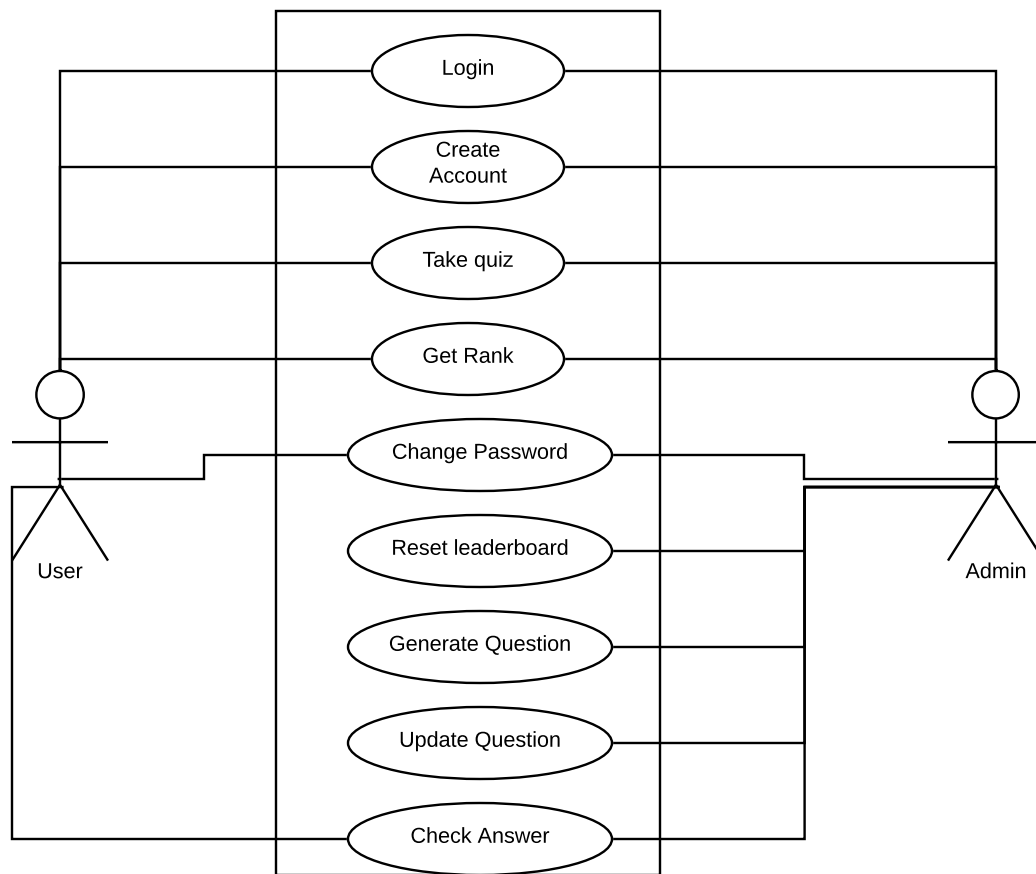 Login
Create
Account
Take quiz
Get Rank
Change Password
Reset leaderboard
User
Admin
Generate Question
Update Question
Check Answer